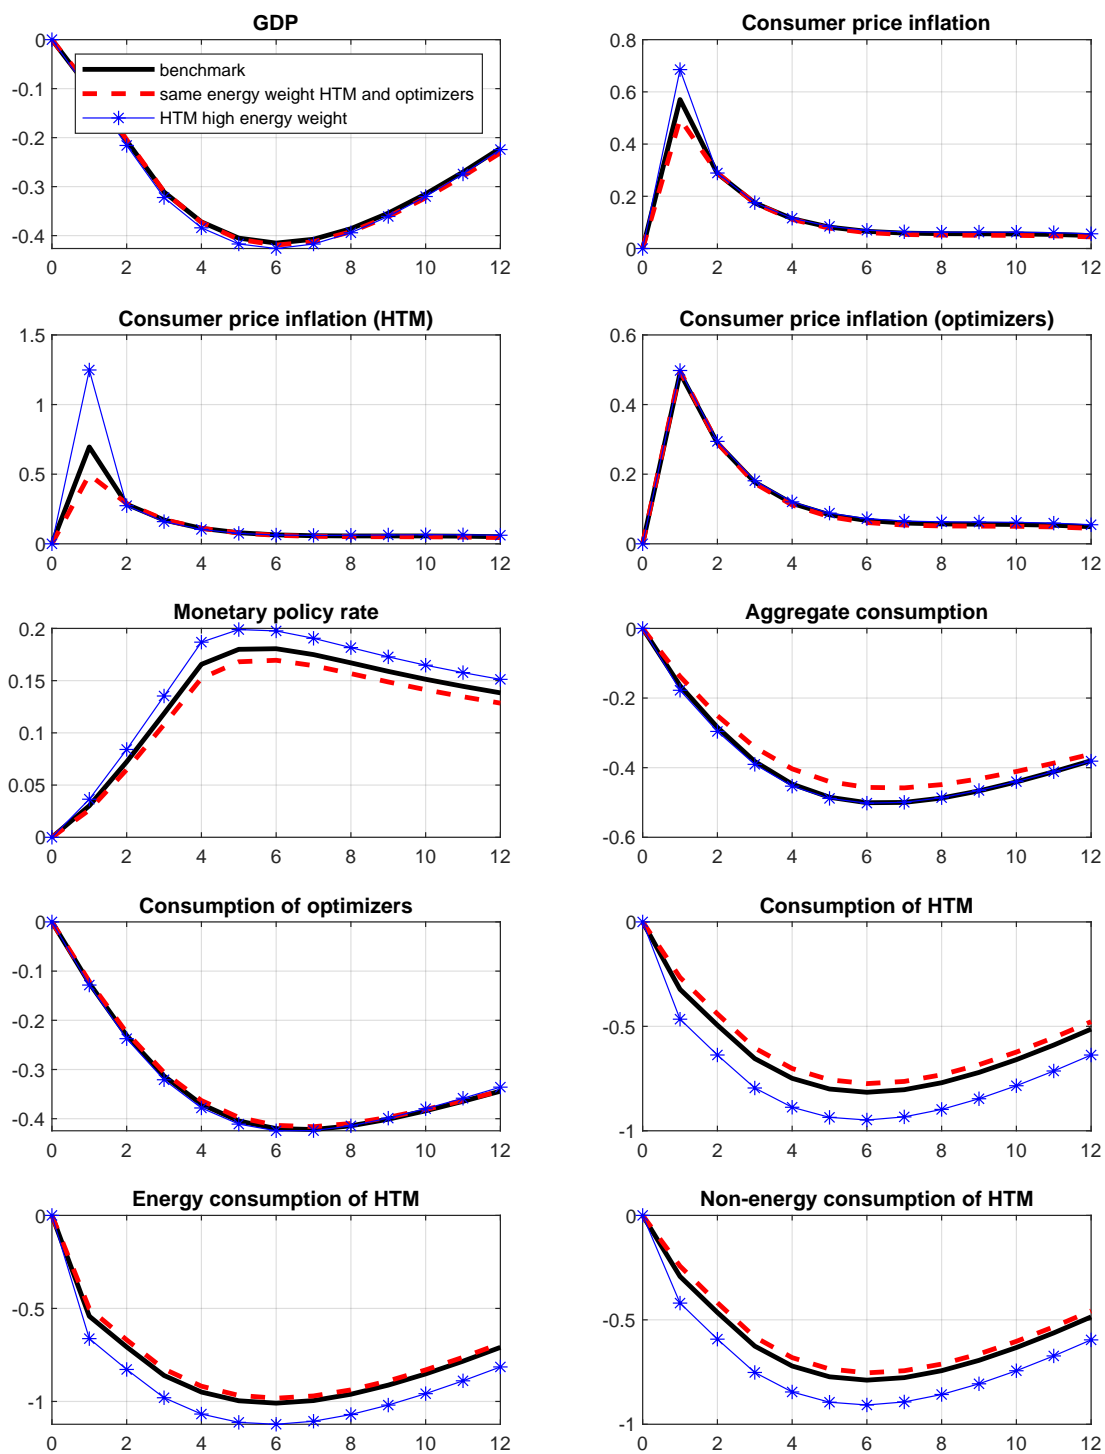 GDP
0
-0.1
-0.2
-0.3
-0.4
0 2 4 6 8 10 12
benchmark
same energy weight HTM and optimizers
HTM high energy weight
Consumer price inflation
0.8
0.6
0.4
0.2
0
0 2 4 6 8 10 12
Consumer price inflation (HTM)
1.5
1
0.5
0
0 2 4 6 8 10 12
Consumer price inflation (optimizers)
0.6
0.4
0.2
0
0 2 4 6 8 10 12
Monetary policy rate
0.2
0.15
0.1
0.05
0
0 2 4 6 8 10 12
Aggregate consumption
0
-0.2
-0.4
-0.6
0 2 4 6 8 10 12
Consumption of optimizers
0
-0.1
-0.2
-0.3
-0.4
0 2 4 6 8 10 12
Consumption of HTM
0
-0.5
-1
0 2 4 6 8 10 12
Energy consumption of HTM
0
-0.5
-1
0 2 4 6 8 10 12
Non-energy consumption of HTM
0
-0.5
-1
0 2 4 6 8 10 12